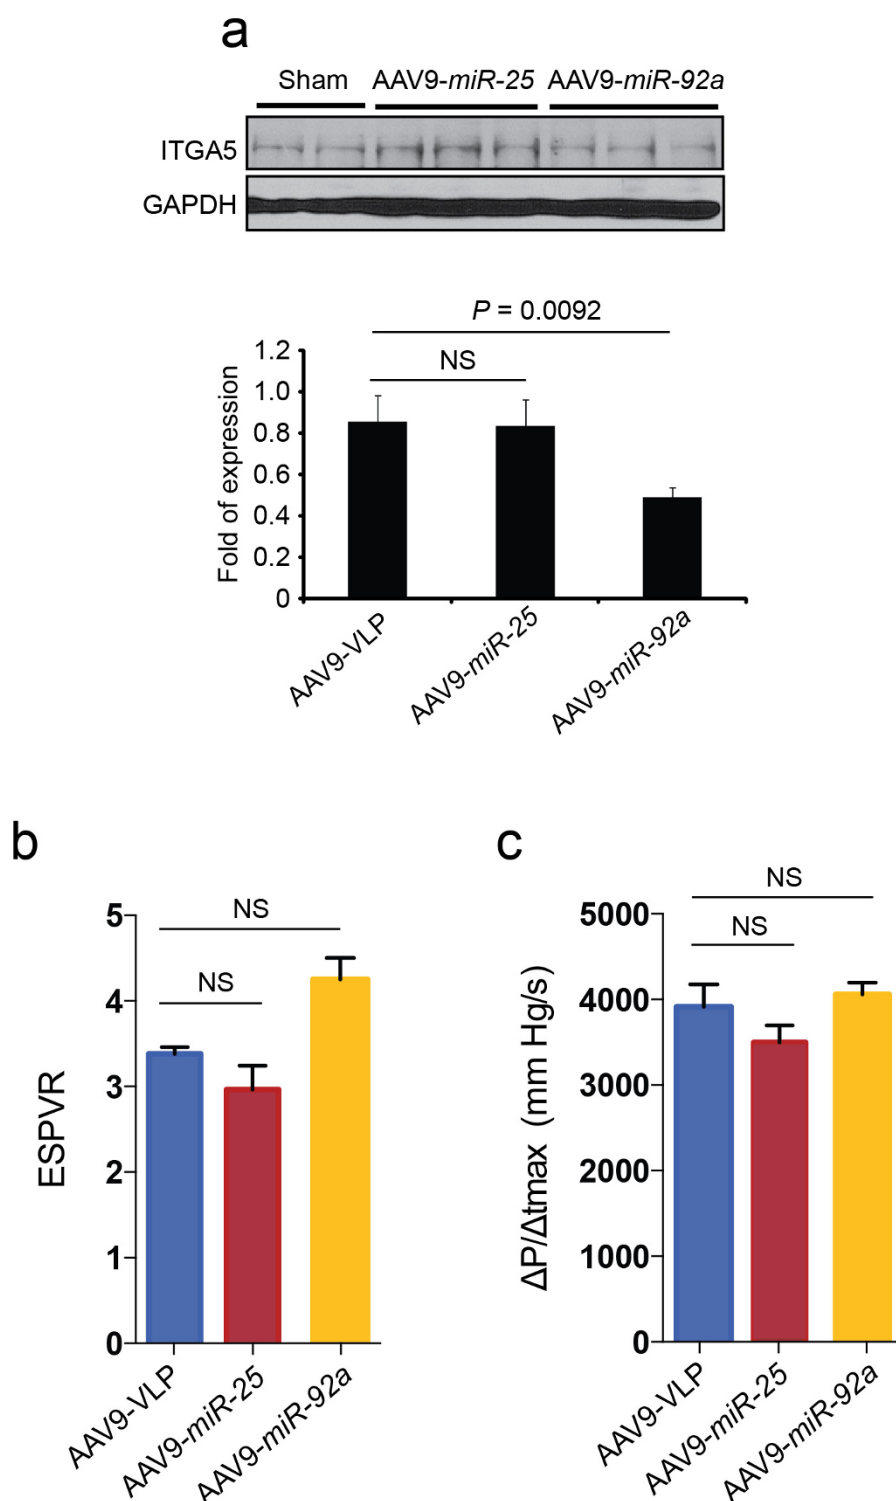 a
Sham AAV9-miR-25 AAV9-miR-92a
ITGA5
GAPDH
P = 0.0092
NS
Fold of expression
1.2
1.0
0.8
0.6
0.4
0.2
0
AAV9-VLP
AAV9-miR-25
AAV9-miR-92a
b
NS
NS
ESPVR
5
4
3
2
1
0
AAV9-VLP
AAV9-miR-25
AAV9-miR-92a
c
NS
NS
ΔP/Δtmax (mm Hg/s)
5000
4000
3000
2000
1000
0
AAV9-VLP
AAV9-miR-25
AAV9-miR-92a